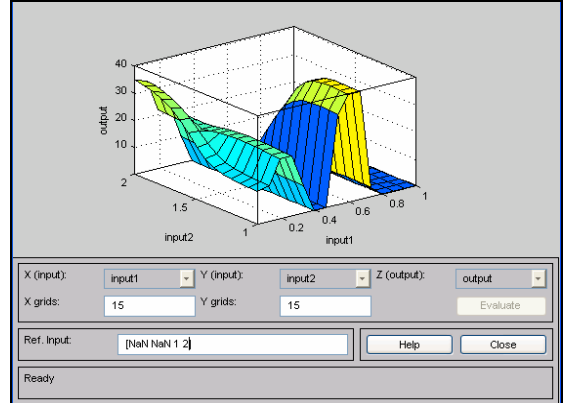 40
30
20
10
output
2
1.5
1
input2
0.2
0.4
0.6
0.8
1
input1
X (input): input1 Y (input): input2 Z (output): output
X grids: 15 Y grids: 15 Evaluate
Ref. Input: [NaN NaN 1 2] Help Close
Ready